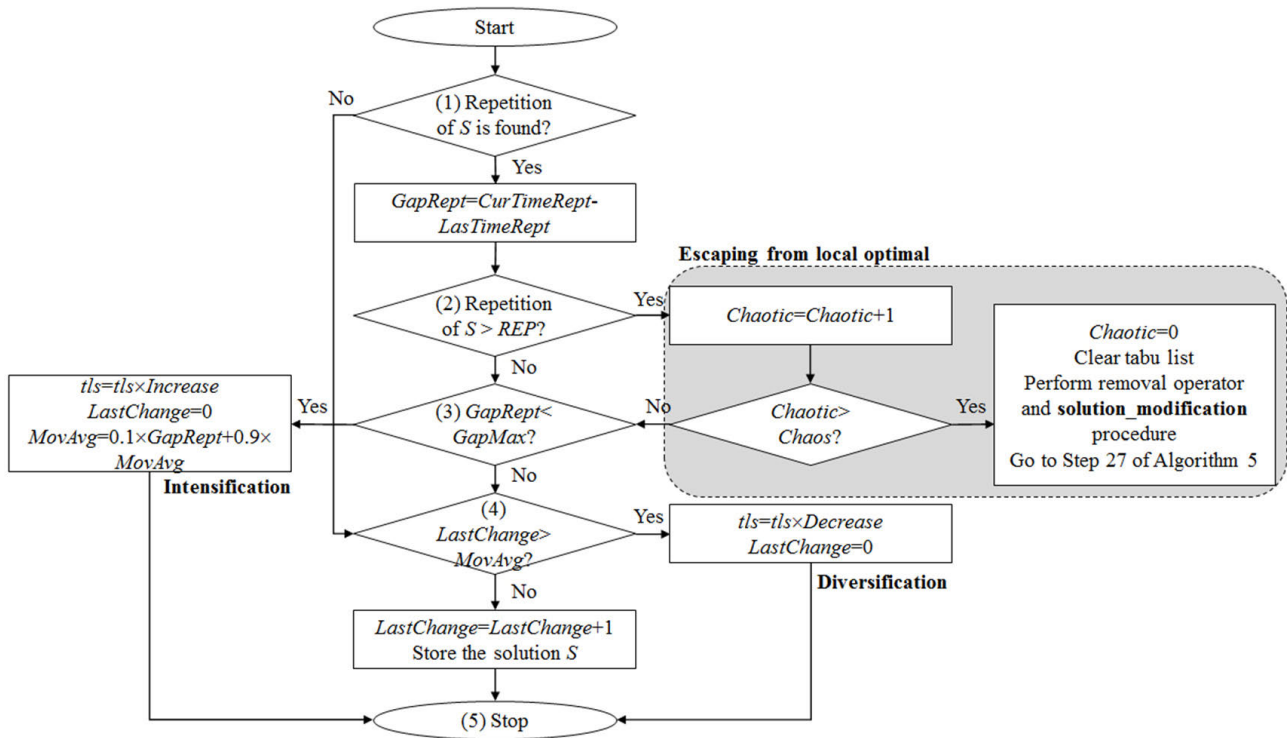 Start
No
(1) Repetition
of S is found?
Yes
GapRept=CurTimeRept-
LasTimeRept
Escaping from local optimal
(2) Repetition
of S > REP?
Yes
Chaotic=Chaotic+1
No
Chaotic=0
Clear tabu list
Perform removal operator
and solution_modification
procedure
Go to Step 27 of Algorithm 5
tls=tls×Increase
LastChange=0
MovAvg=0.1×GapRept+0.9×
MovAvg
Yes
(3) GapRept<
GapMax?
No
Chaotic>
Chaos?
Yes
Intensification
No
(4)
LastChange>
MovAvg?
Yes
tls=tls×Decrease
LastChange=0
Diversification
No
LastChange=LastChange+1
Store the solution S
(5) Stop